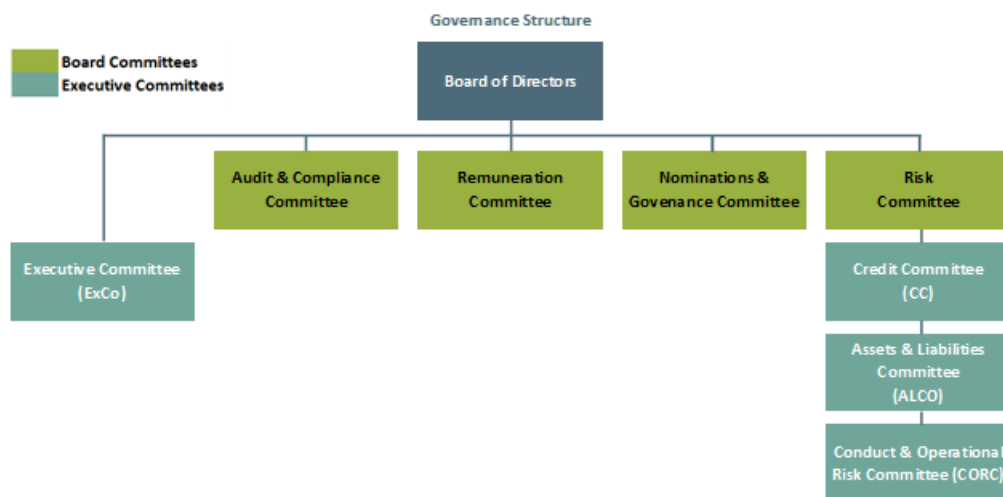 Governance Structure
Board Committees
Executive Committees
Board of Directors
Audit & Compliance
Committee
Remuneration
Committee
Nominations &
Govenance Committee
Risk
Committee
Executive Committee
(ExCo)
Credit Committee
(CC)
Assets & Liabilities
Committee
(ALCO)
Conduct & Operational
Risk Committee (CORC)